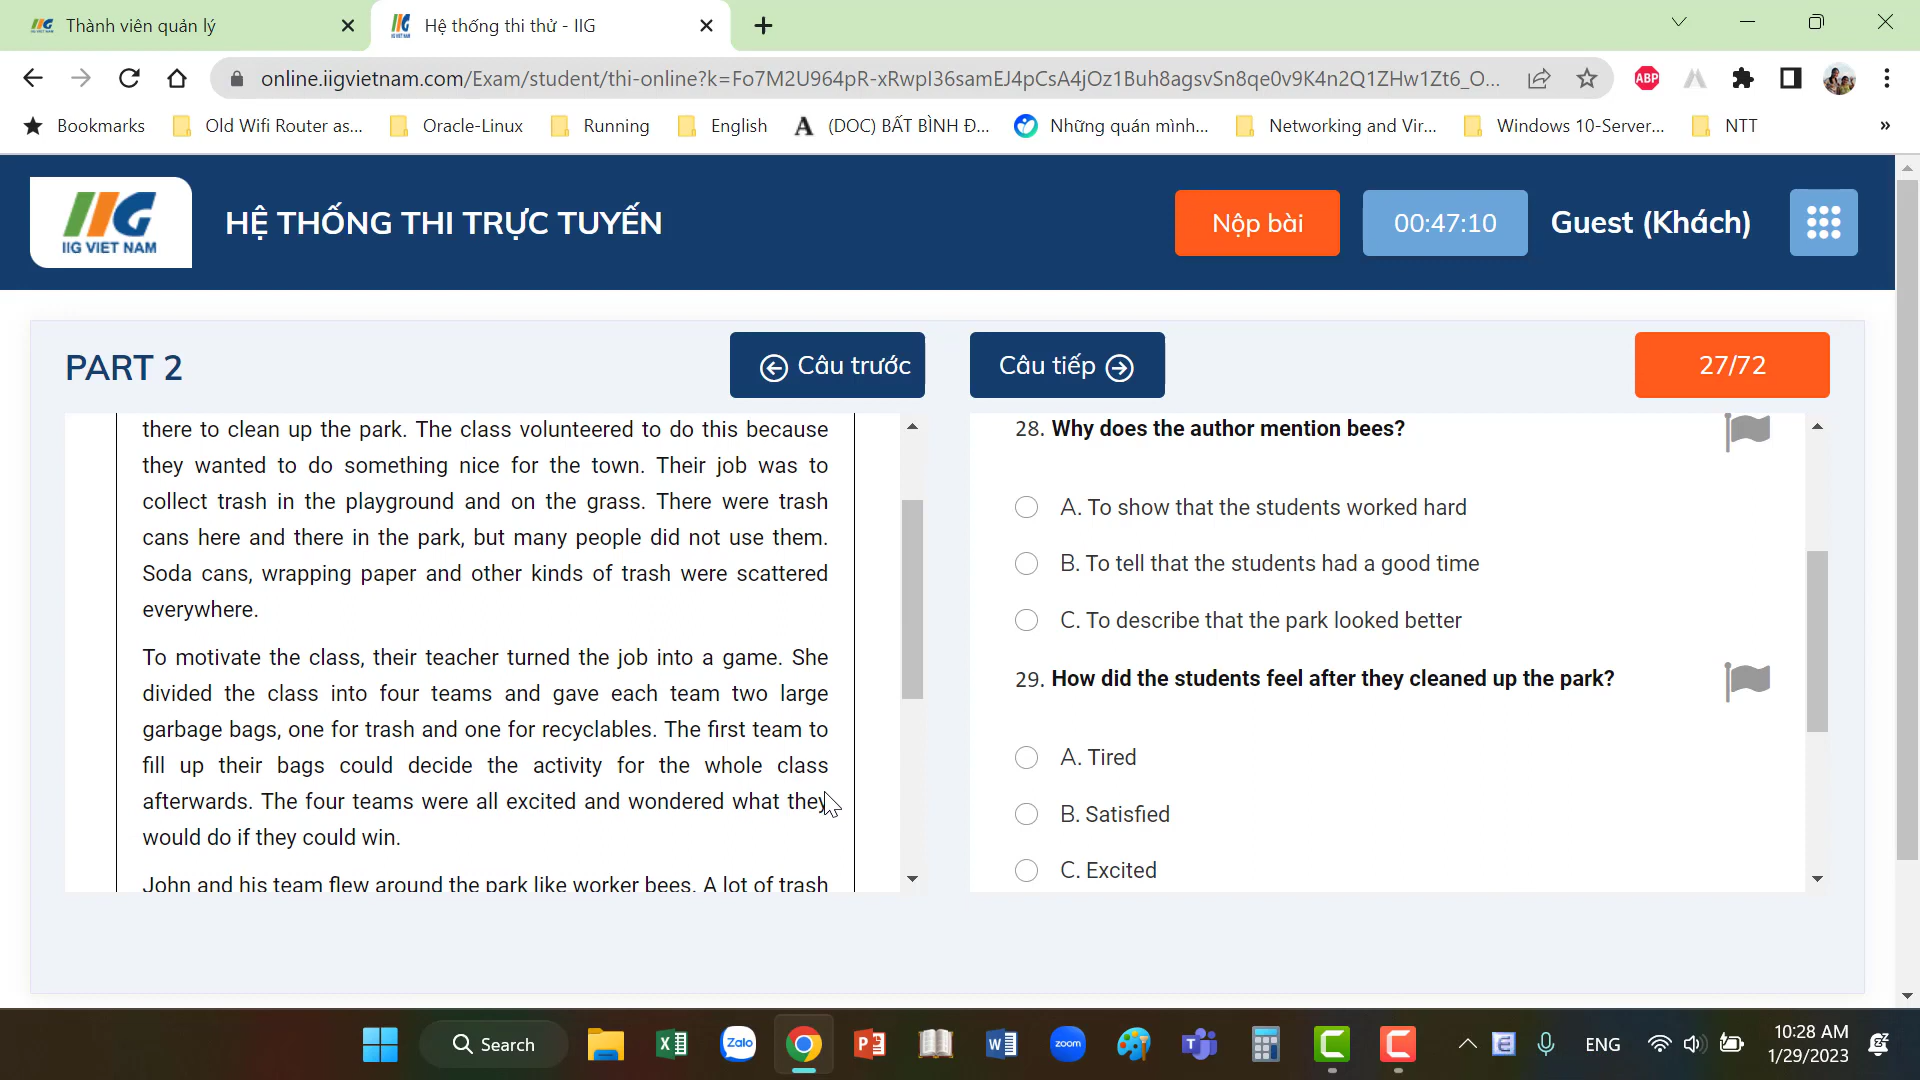 Thành viên quản lý
Hệ thống thi thử - IIG
online.iigvietnam.com/Exam/student/thi-online?k=Fo7M2U964pR-xRwpI36samEJ4pCsA4jOz1Buh8agsvSn8qe0v9K4n2Q1ZHw1Zt6_O...
ABP
Bookmarks
Old Wifi Router as...
Oracle-Linux
Running
English
(DOC) BẤT BÌNH Đ...
Những quán mình...
Networking and Vir...
Windows 10-Server...
NTT
»
IIG VIET NAM
HỆ THỐNG THI TRỰC TUYẾN
Nộp bài
00:47:10
Guest (Khách)
PART 2
Câu trước
Câu tiếp
27/72
there to clean up the park. The class volunteered to do this because
they wanted to do something nice for the town. Their job was to
collect trash in the playground and on the grass. There were trash
cans here and there in the park, but many people did not use them.
Soda cans, wrapping paper and other kinds of trash were scattered
everywhere.
To motivate the class, their teacher turned the job into a game. She
divided the class into four teams and gave each team two large
garbage bags, one for trash and one for recyclables. The first team to
fill up their bags could decide the activity for the whole class
afterwards. The four teams were all excited and wondered what they
would do if they could win.
John and his team flew around the park like worker bees. A lot of trash
28. Why does the author mention bees?
A. To show that the students worked hard
B. To tell that the students had a good time
C. To describe that the park looked better
29. How did the students feel after they cleaned up the park?
A. Tired
B. Satisfied
C. Excited
Search
Zalo
zoom
ENG
10:28 AM
1/29/2023